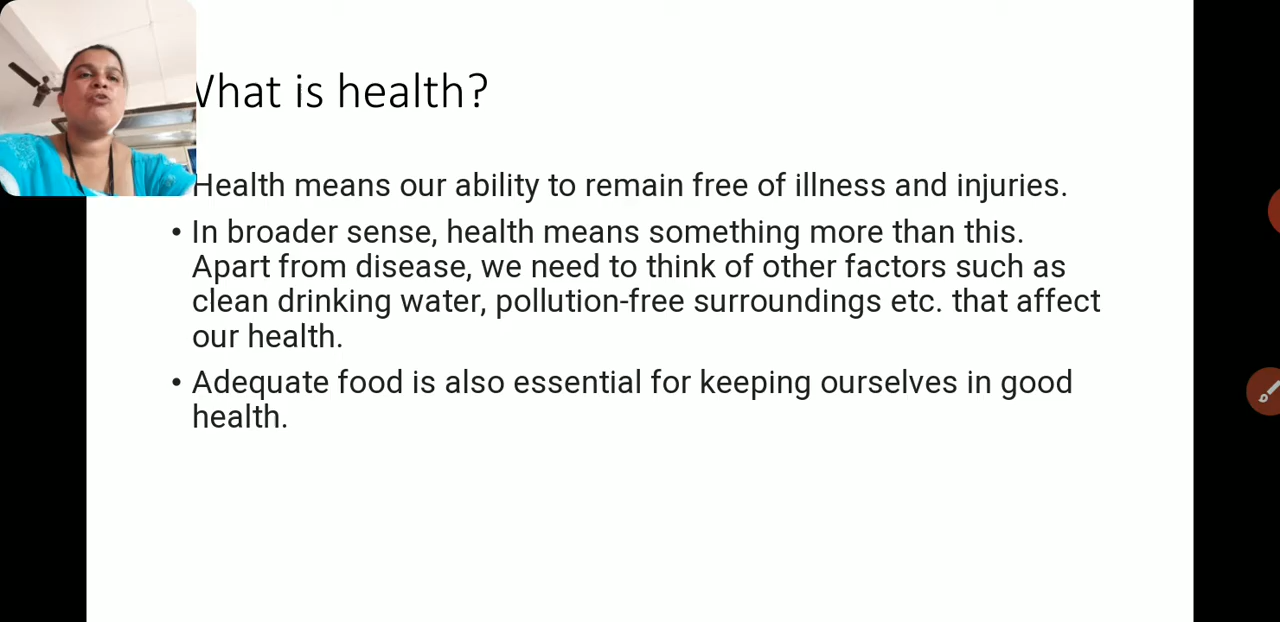 What is health?
Health means our ability to remain free of illness and injuries.
• In broader sense, health means something more than this.
Apart from disease, we need to think of other factors such as
clean drinking water, pollution-free surroundings etc. that affect
our health.
• Adequate food is also essential for keeping ourselves in good
health.